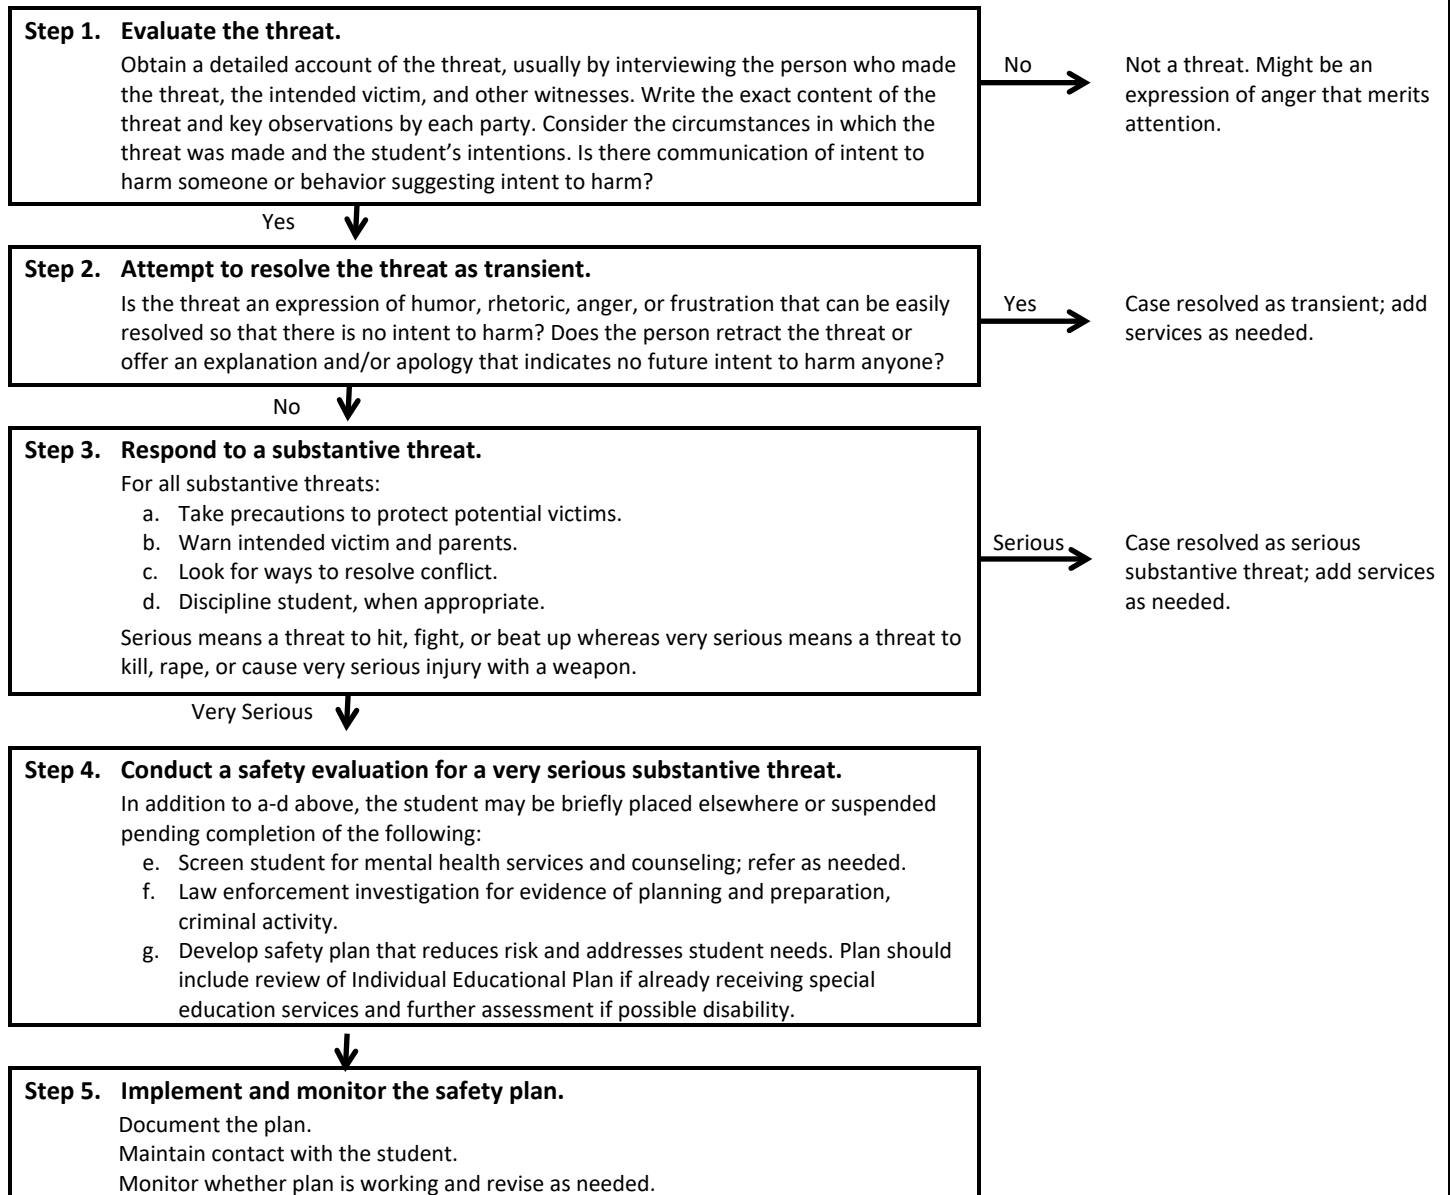 Step 1. Evaluate the threat.
Obtain a detailed account of the threat, usually by interviewing the person who made
the threat, the intended victim, and other witnesses. Write the exact content of the
threat and key observations by each party. Consider the circumstances in which the
threat was made and the student’s intentions. Is there communication of intent to
harm someone or behavior suggesting intent to harm?
No
Not a threat. Might be an
expression of anger that merits
attention.
Yes
Step 2. Attempt to resolve the threat as transient.
Is the threat an expression of humor, rhetoric, anger, or frustration that can be easily
resolved so that there is no intent to harm? Does the person retract the threat or
offer an explanation and/or apology that indicates no future intent to harm anyone?
Yes
Case resolved as transient; add
services as needed.
No
Step 3. Respond to a substantive threat.
For all substantive threats:
a. Take precautions to protect potential victims.
b. Warn intended victim and parents.
c. Look for ways to resolve conflict.
d. Discipline student, when appropriate.
Serious means a threat to hit, fight, or beat up whereas very serious means a threat to
kill, rape, or cause very serious injury with a weapon.
Serious
Case resolved as serious
substantive threat; add services
as needed.
Very Serious
Step 4. Conduct a safety evaluation for a very serious substantive threat.
In addition to a-d above, the student may be briefly placed elsewhere or suspended
pending completion of the following:
e. Screen student for mental health services and counseling; refer as needed.
f. Law enforcement investigation for evidence of planning and preparation,
criminal activity.
g. Develop safety plan that reduces risk and addresses student needs. Plan should
include review of Individual Educational Plan if already receiving special
education services and further assessment if possible disability.
Step 5. Implement and monitor the safety plan.
Document the plan.
Maintain contact with the student.
Monitor whether plan is working and revise as needed.